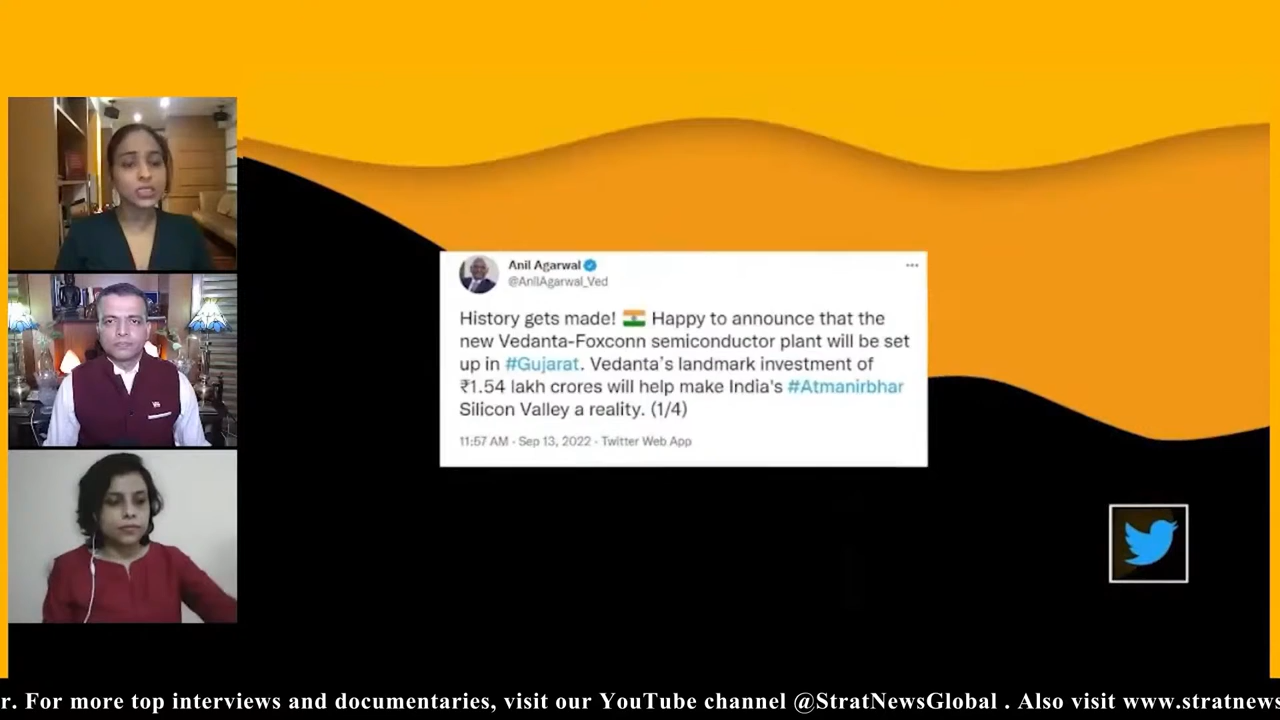 Anil Agarwal
@AnilAgarwal_Ved
History gets made! 🇮🇳 Happy to announce that the
new Vedanta-Foxconn semiconductor plant will be set
up in #Gujarat. Vedanta's landmark investment of
₹1.54 lakh crores will help make India's #Atmanirbhar
Silicon Valley a reality. (1/4)
11:57 AM · Sep 13, 2022 · Twitter Web App
r. For more top interviews and documentaries, visit our YouTube channel @StratNewsGlobal . Also visit www.stratnews